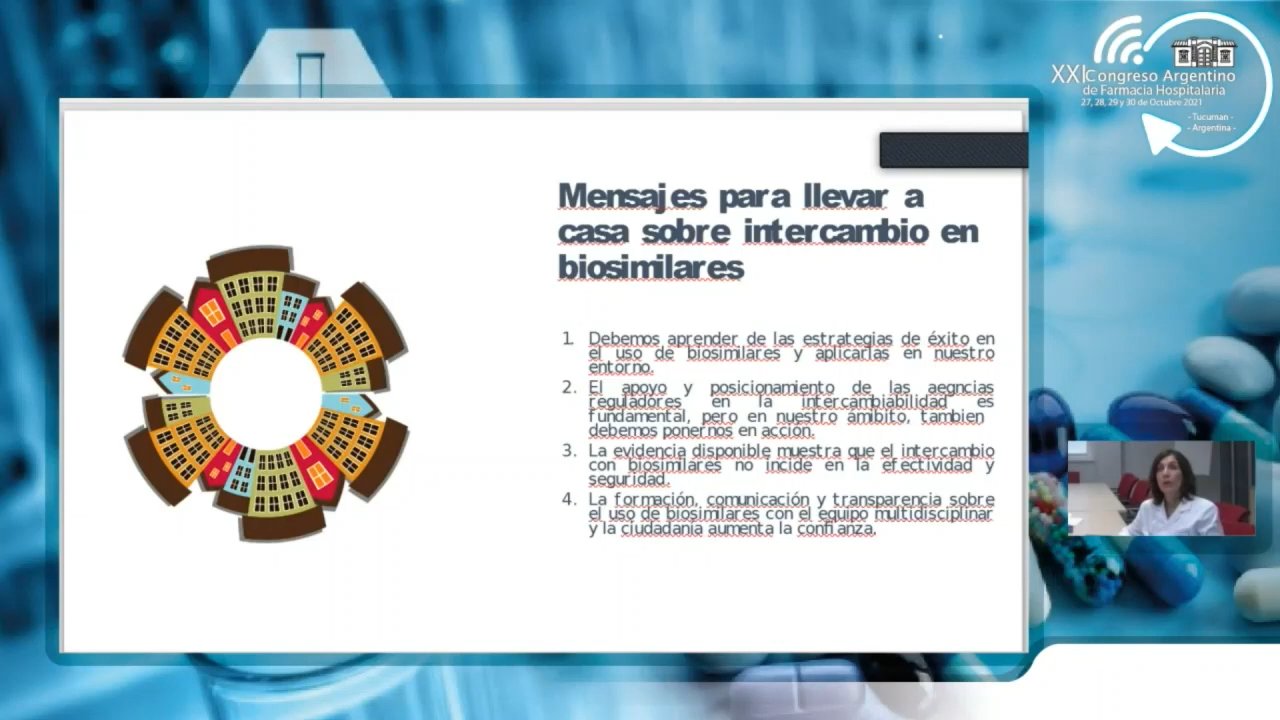 XXI Congreso Argentino
de Farmacia Hospitalaria
27, 28, 29 y 30 de Octubre 2021
- Tucuman -
- Argentina -
Mensajes para llevar a
casa sobre intercambio en
biosimilares
1. Debemos aprender de las estrategias de éxito en
el uso de biosimilares y aplicarlas en nuestro
entorno.
2. El apoyo y posicionamiento de las aegncias
reguladores en la intercambiabilidad es
fundamental, pero en nuestro ámbito, tambien
debemos ponernos en acción.
3. La evidencia disponible muestra que el intercambio
con biosimilares no incide en la efectividad y
seguridad.
4. La formación, comunicación y transparencia sobre
el uso de biosimilares con el equipo multidisciplinar
y la ciudadanía aumenta la confianza.